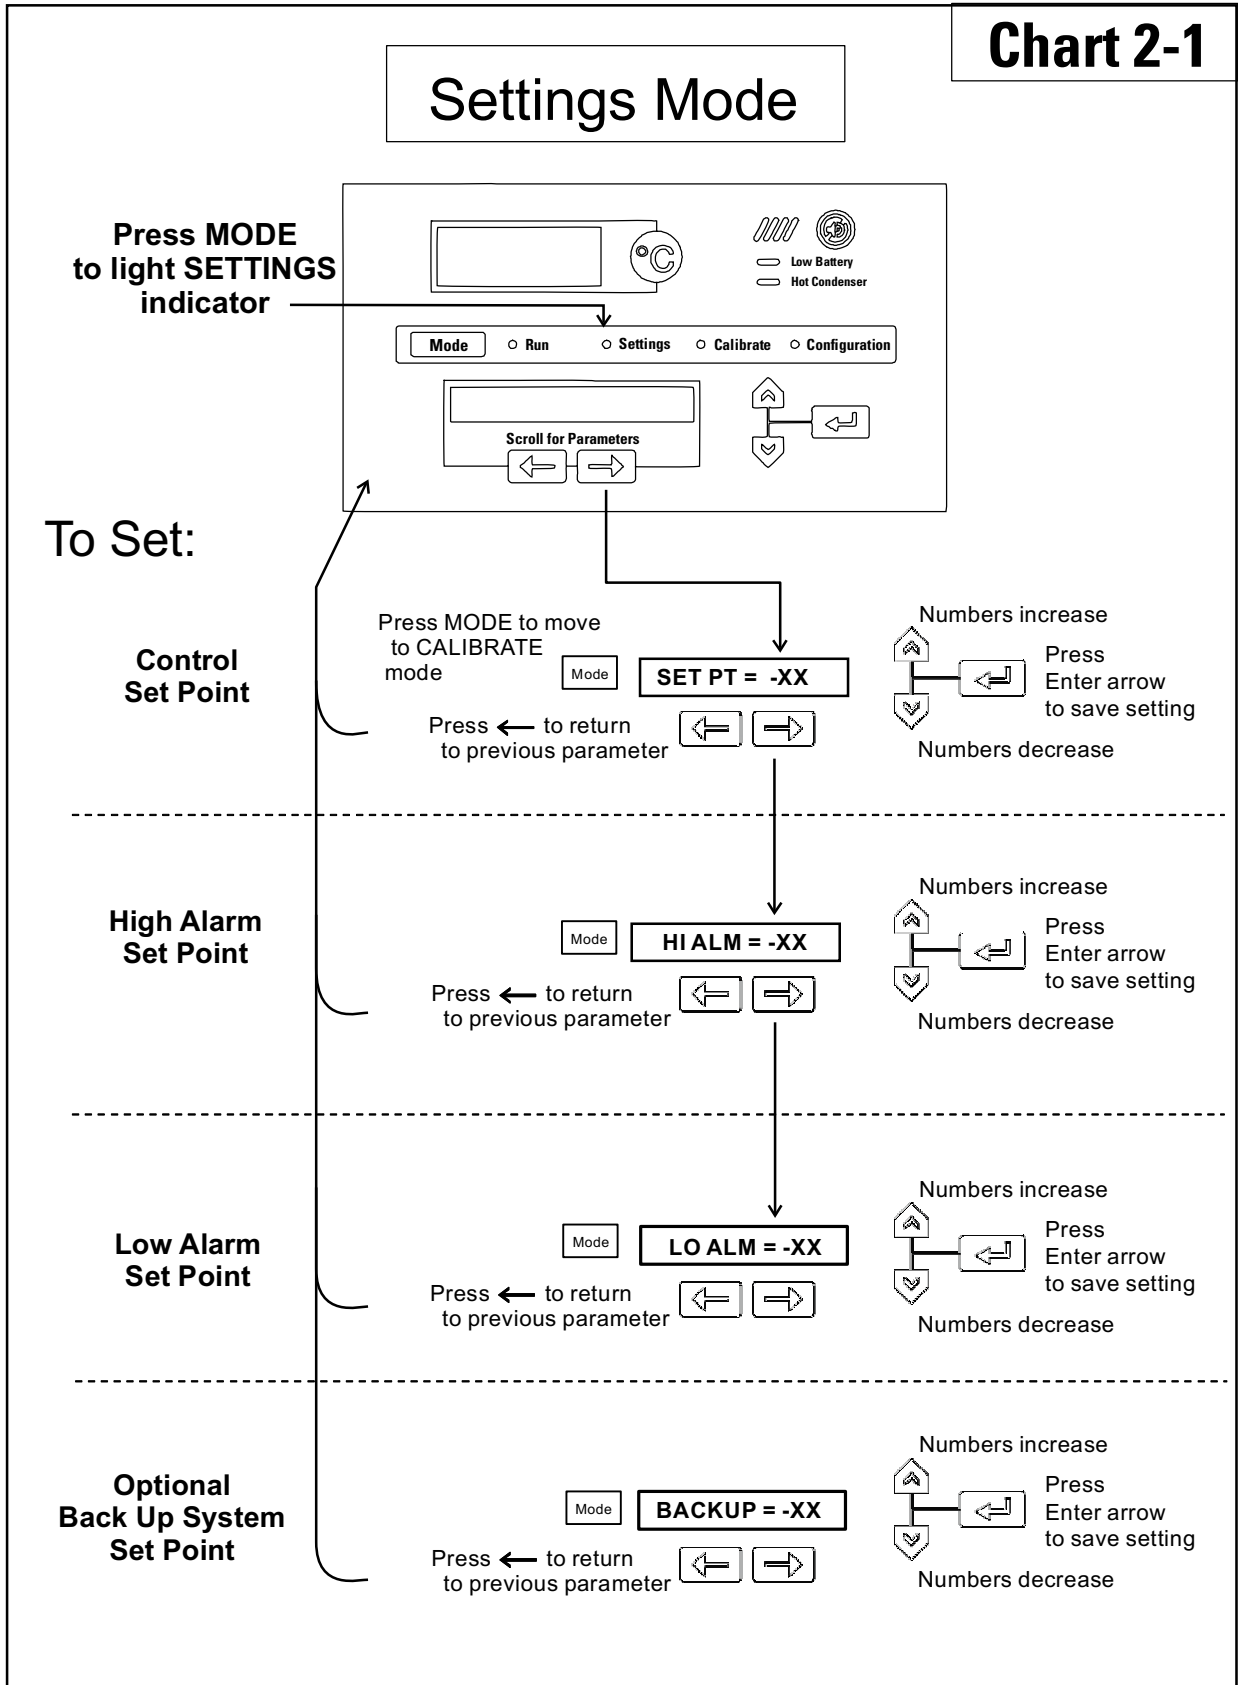 Chart 2-1
Settings Mode
Press MODE
to light SETTINGS
indicator
°C
Low Battery
Hot Condenser
Mode
Run
Settings
Calibrate
Configuration
Scroll for Parameters
To Set:
Control
Set Point
Press MODE to move
to CALIBRATE
mode
Mode
SET PT = -XX
Press ← to return
to previous parameter
Numbers increase
Press
Enter arrow
to save setting
Numbers decrease
High Alarm
Set Point
Mode
HI ALM = -XX
Press ← to return
to previous parameter
Numbers increase
Press
Enter arrow
to save setting
Numbers decrease
Low Alarm
Set Point
Mode
LO ALM = -XX
Press ← to return
to previous parameter
Numbers increase
Press
Enter arrow
to save setting
Numbers decrease
Optional
Back Up System
Set Point
Mode
BACKUP = -XX
Press ← to return
to previous parameter
Numbers increase
Press
Enter arrow
to save setting
Numbers decrease